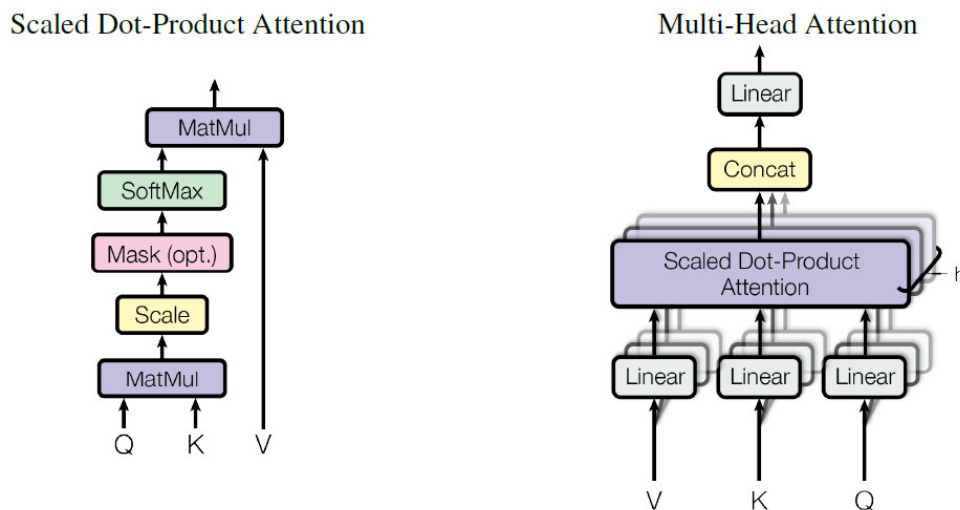 Scaled Dot-Product Attention
MatMul
SoftMax
Mask (opt.)
Scale
MatMul
Q K V
Multi-Head Attention
Linear
Concat
Scaled Dot-Product
Attention
h
Linear Linear Linear
V K Q